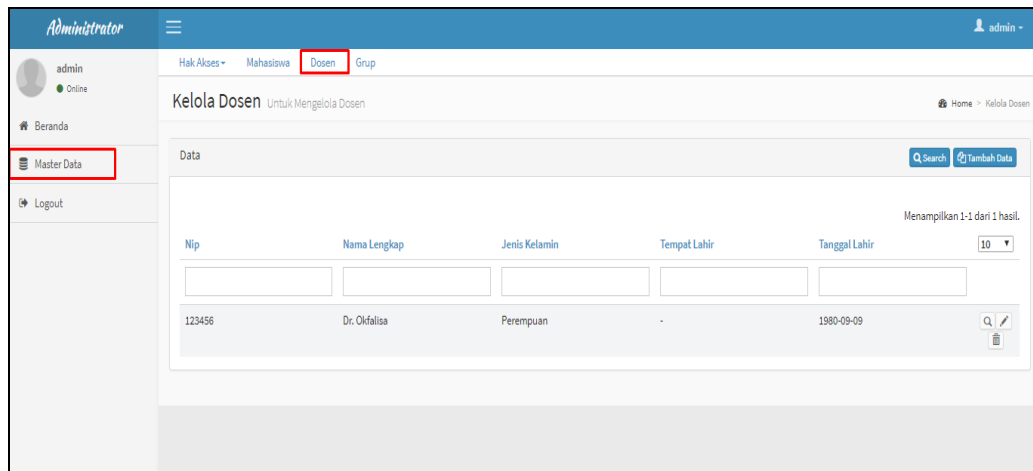 Administrator
admin
admin
Online
Beranda
Master Data
Logout
Hak Akses Mahasiswa Dosen Grup
Kelola Dosen Untuk Mengelola Dosen
Home > Kelola Dosen
Data
Search Tambah Data
Menampilkan 1-1 dari 1 hasil.
Nip Nama Lengkap Jenis Kelamin Tempat Lahir Tanggal Lahir 10
123456 Dr. Okfalisa Perempuan - 1980-09-09